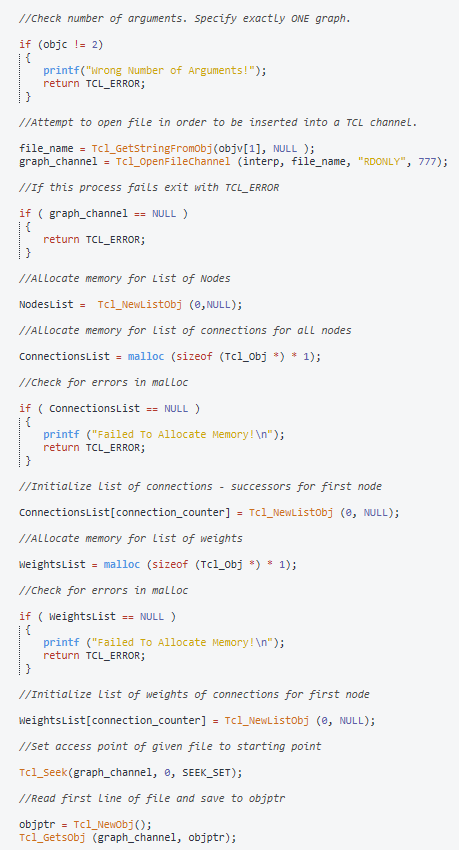 //Check number of arguments. Specify exactly ONE graph.
if (objc != 2)
{
printf("Wrong Number of Arguments!");
return TCL_ERROR;
}
//Attempt to open file in order to be inserted into a TCL channel.
file_name = Tcl_GetStringFromObj(objv[1], NULL );
graph_channel = Tcl_OpenFileChannel (interp, file_name, "RDONLY", 777);
//If this process fails exit with TCL_ERROR
if ( graph_channel == NULL )
{
return TCL_ERROR;
}
//Allocate memory for List of Nodes
NodesList =  Tcl_NewListObj (0,NULL);
//Allocate memory for list of connections for all nodes
ConnectionsList = malloc (sizeof (Tcl_Obj *) * 1);
//Check for errors in malloc
if ( ConnectionsList == NULL )
{
printf ("Failed To Allocate Memory!\n");
return TCL_ERROR;
}
//Initialize list of connections - successors for first node
ConnectionsList[connection_counter] = Tcl_NewListObj (0, NULL);
//Allocate memory for list of weights
WeightsList = malloc (sizeof (Tcl_Obj *) * 1);
//Check for errors in malloc
if ( WeightsList == NULL )
{
printf ("Failed To Allocate Memory!\n");
return TCL_ERROR;
}
//Initialize list of weights of connections for first node
WeightsList[connection_counter] = Tcl_NewListObj (0, NULL);
//Set access point of given file to starting point
Tcl_Seek(graph_channel, 0, SEEK_SET);
//Read first line of file and save to objptr
objptr = Tcl_NewObj();
Tcl_GetsObj (graph_channel, objptr);